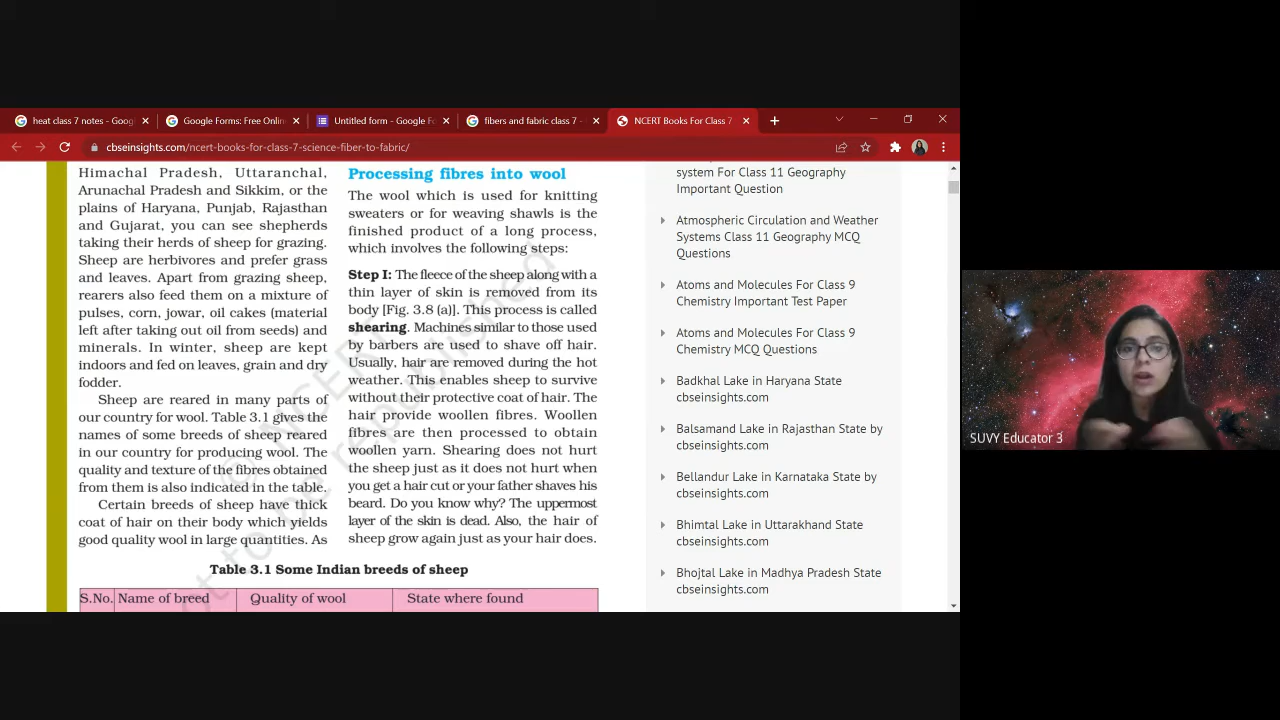 heat class 7 notes - Goog
Google Forms: Free Onlin
Untitled form - Google Fo
fibers and fabric class 7 -
NCERT Books For Class 7
cbseinsights.com/ncert-books-for-class-7-science-fiber-to-fabric/
Himachal Pradesh, Uttaranchal,
Arunachal Pradesh and Sikkim, or the
plains of Haryana, Punjab, Rajasthan
and Gujarat, you can see shepherds
taking their herds of sheep for grazing.
Sheep are herbivores and prefer grass
and leaves. Apart from grazing sheep,
rearers also feed them on a mixture of
pulses, corn, jowar, oil cakes (material
left after taking out oil from seeds) and
minerals. In winter, sheep are kept
indoors and fed on leaves, grain and dry
fodder.
Sheep are reared in many parts of
our country for wool. Table 3.1 gives the
names of some breeds of sheep reared
in our country for producing wool. The
quality and texture of the fibres obtained
from them is also indicated in the table.
Certain breeds of sheep have thick
coat of hair on their body which yields
good quality wool in large quantities. As
Processing fibres into wool
The wool which is used for knitting
sweaters or for weaving shawls is the
finished product of a long process,
which involves the following steps:
Step I: The fleece of the sheep along with a
thin layer of skin is removed from its
body [Fig. 3.8 (a)]. This process is called
shearing. Machines similar to those used
by barbers are used to shave off hair.
Usually, hair are removed during the hot
weather. This enables sheep to survive
without their protective coat of hair. The
hair provide woollen fibres. Woollen
fibres are then processed to obtain
woollen yarn. Shearing does not hurt
the sheep just as it does not hurt when
you get a hair cut or your father shaves his
beard. Do you know why? The uppermost
layer of the skin is dead. Also, the hair of
sheep grow again just as your hair does.
Table 3.1 Some Indian breeds of sheep
S.No. Name of breed Quality of wool State where found
system For Class 11 Geography
Important Question
Atmospheric Circulation and Weather
Systems Class 11 Geography MCQ
Questions
Atoms and Molecules For Class 9
Chemistry Important Test Paper
Atoms and Molecules For Class 9
Chemistry MCQ Questions
Badkhal Lake in Haryana State
cbseinsights.com
Balsamand Lake in Rajasthan State by
cbseinsights.com
Bellandur Lake in Karnataka State by
cbseinsights.com
Bhimtal Lake in Uttarakhand State
cbseinsights.com
Bhojtal Lake in Madhya Pradesh State
cbseinsights.com
SUVY Educator 3